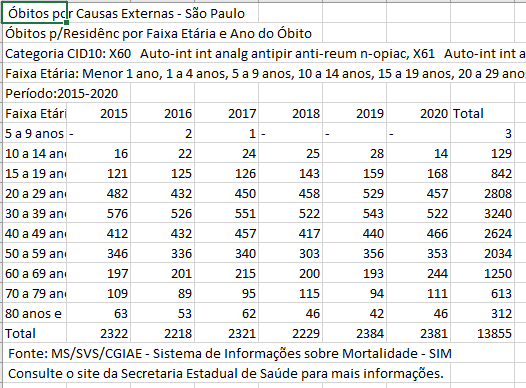 Óbitos por Causas Externas - São Paulo
Óbitos p/Residênc por Faixa Etária e Ano do Óbito
Categoria CID10: X60 Auto-int int analg antipir anti-reum n-opiac, X61 Auto-int int a
Faixa Etária: Menor 1 ano, 1 a 4 anos, 5 a 9 anos, 10 a 14 anos, 15 a 19 anos, 20 a 29 anos
Período:2015-2020
Faixa Etári 2015 2016 2017 2018 2019 2020 Total
5 a 9 anos - 2 1 - - - 3
10 a 14 ano 16 22 24 25 28 14 129
15 a 19 ano 121 125 126 143 159 168 842
20 a 29 ano 482 432 450 458 529 457 2808
30 a 39 ano 576 526 551 522 543 522 3240
40 a 49 ano 412 432 457 417 440 466 2624
50 a 59 ano 346 336 340 303 356 353 2034
60 a 69 ano 197 201 215 200 193 244 1250
70 a 79 ano 109 89 95 115 94 111 613
80 anos e 63 53 62 46 42 46 312
Total 2322 2218 2321 2229 2384 2381 13855
Fonte: MS/SVS/CGIAE - Sistema de Informações sobre Mortalidade - SIM
Consulte o site da Secretaria Estadual de Saúde para mais informações.